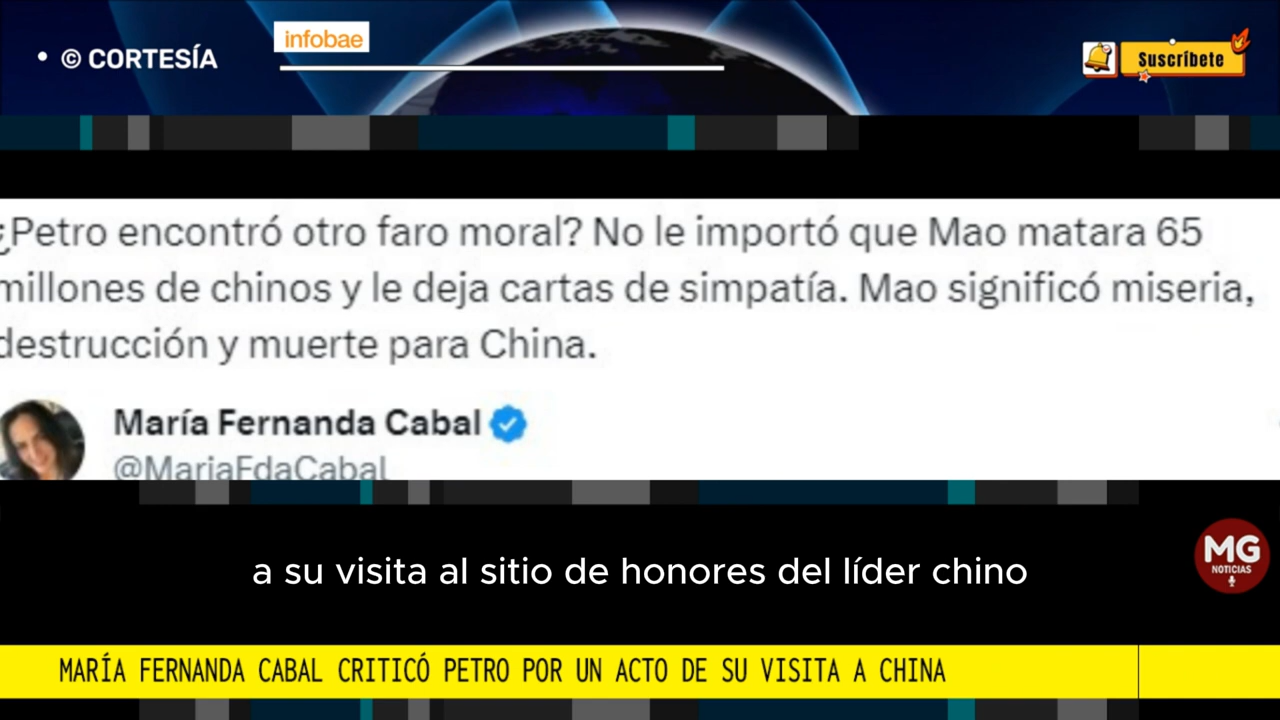 © CORTESÍA
infobae
Suscríbete
¿Petro encontró otro faro moral? No le importó que Mao matara 65
millones de chinos y le deja cartas de simpatía. Mao significó miseria,
destrucción y muerte para China.
María Fernanda Cabal
@MariaFdaCabal
a su visita al sitio de honores del líder chino
MG
NOTICIAS
MARÍA FERNANDA CABAL CRITICÓ PETRO POR UN ACTO DE SU VISITA A CHINA